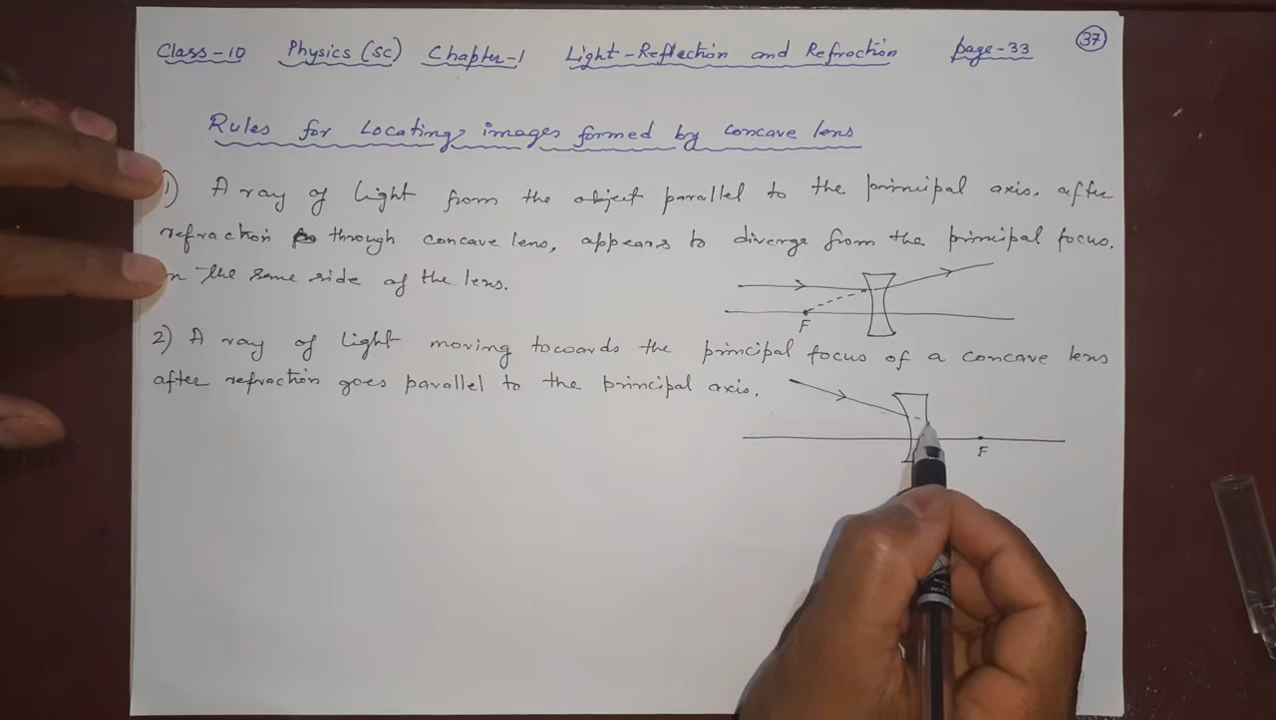 Class-10 Physics (SC) Chapter-1 Light-Reflection and Refraction page-33 37
Rules for Locating images formed by concave lens
1) A ray of light from the object parallel to the principal axis. after
refraction through concave lens, appears to diverge from the principal focus.
on the same side of the lens.
F
2) A ray of light moving towards the principal focus of a concave lens
after refraction goes parallel to the principal axis.
F